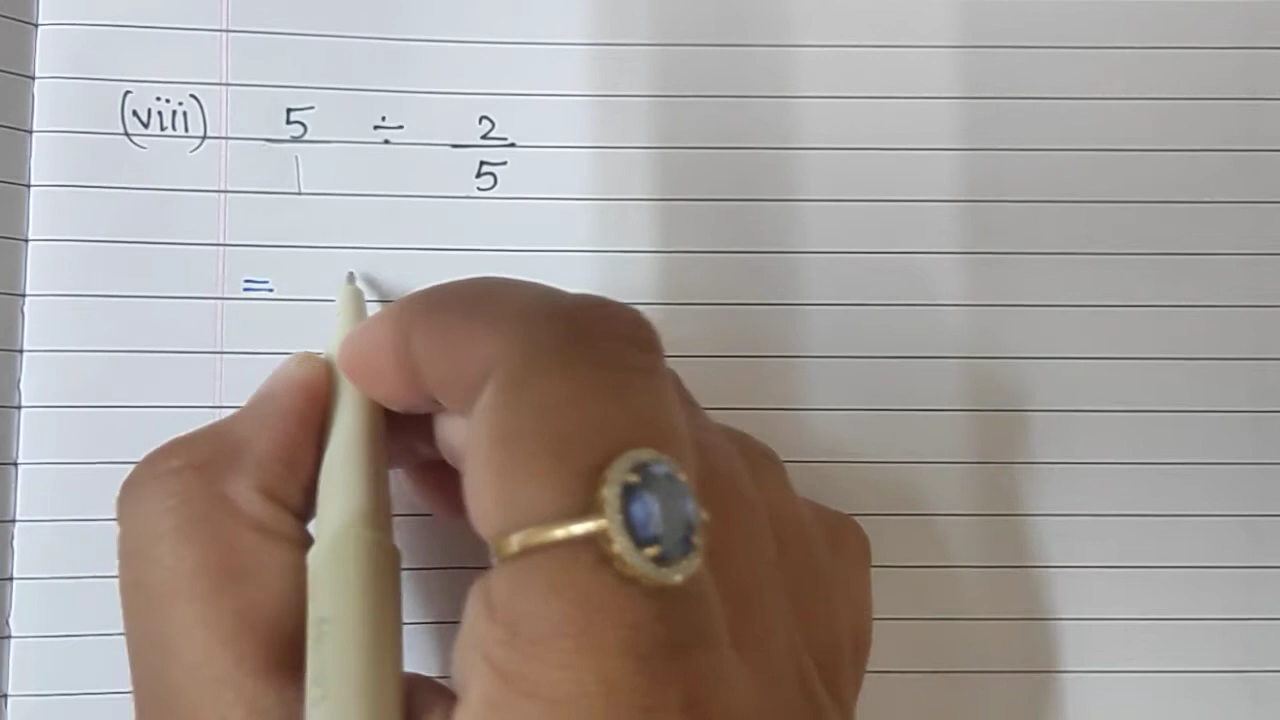 (viii) 5/1 ÷ 2/5
=